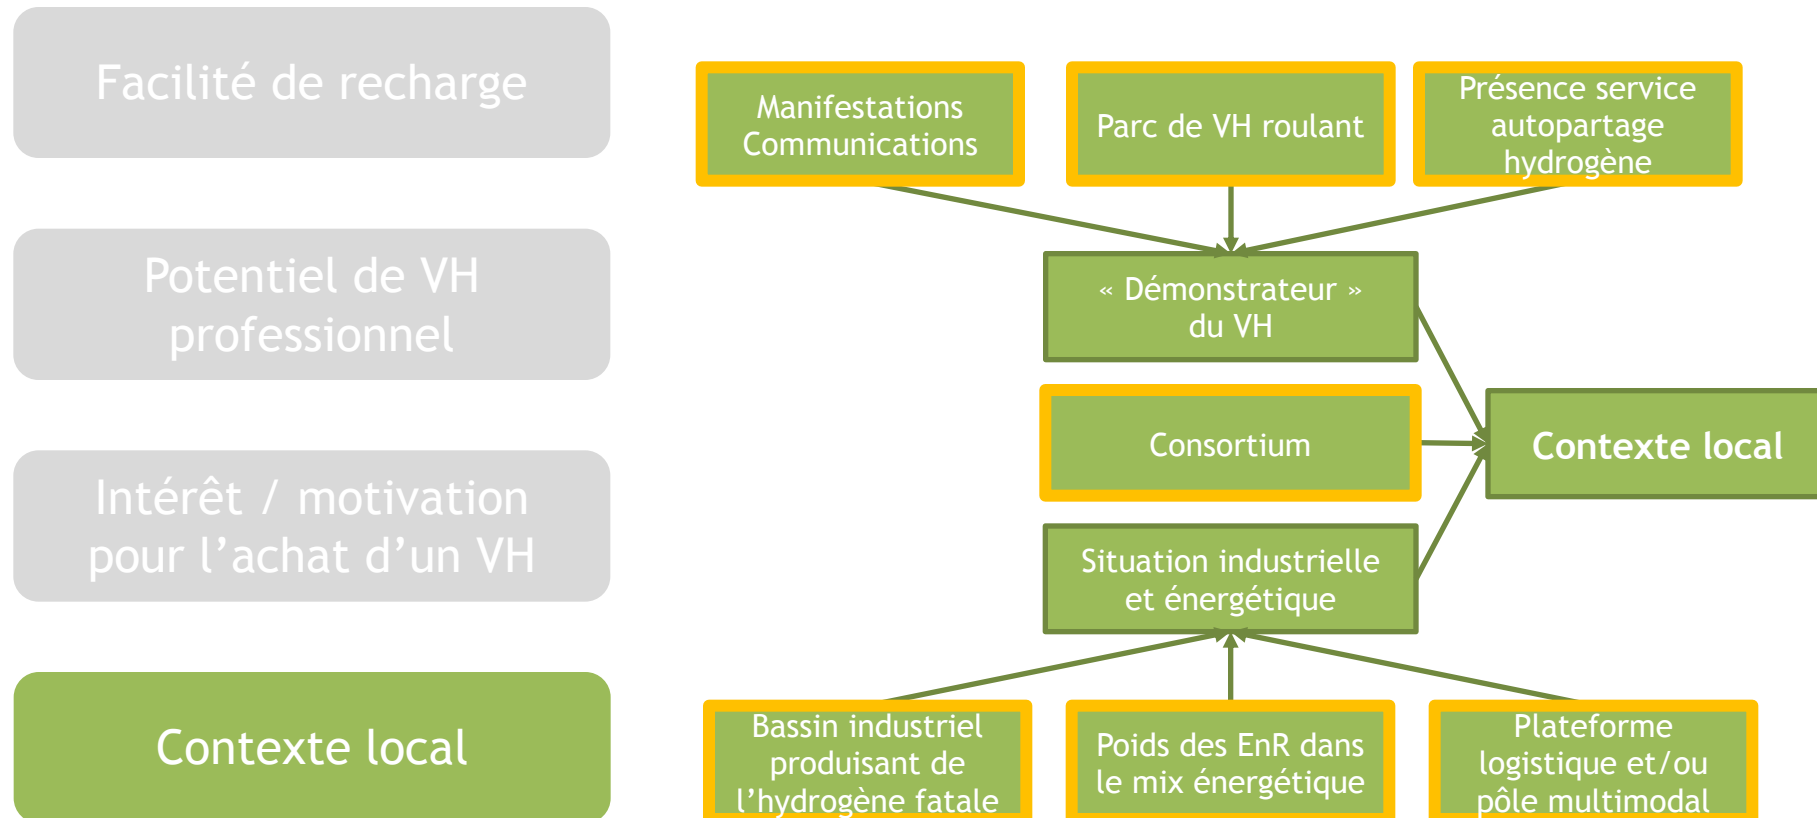 Facilité de recharge
Potentiel de VH
professionnel
Intérêt / motivation
pour l'achat d'un VH
Contexte local
Manifestations
Communications
Parc de VH roulant
Présence service
autopartage
hydrogène
« Démonstrateur »
du VH
Consortium
Contexte local
Situation industrielle
et énergétique
Bassin industriel
produisant de
l'hydrogène fatale
Poids des EnR dans
le mix énergétique
Plateforme
logistique et/ou
pôle multimodal